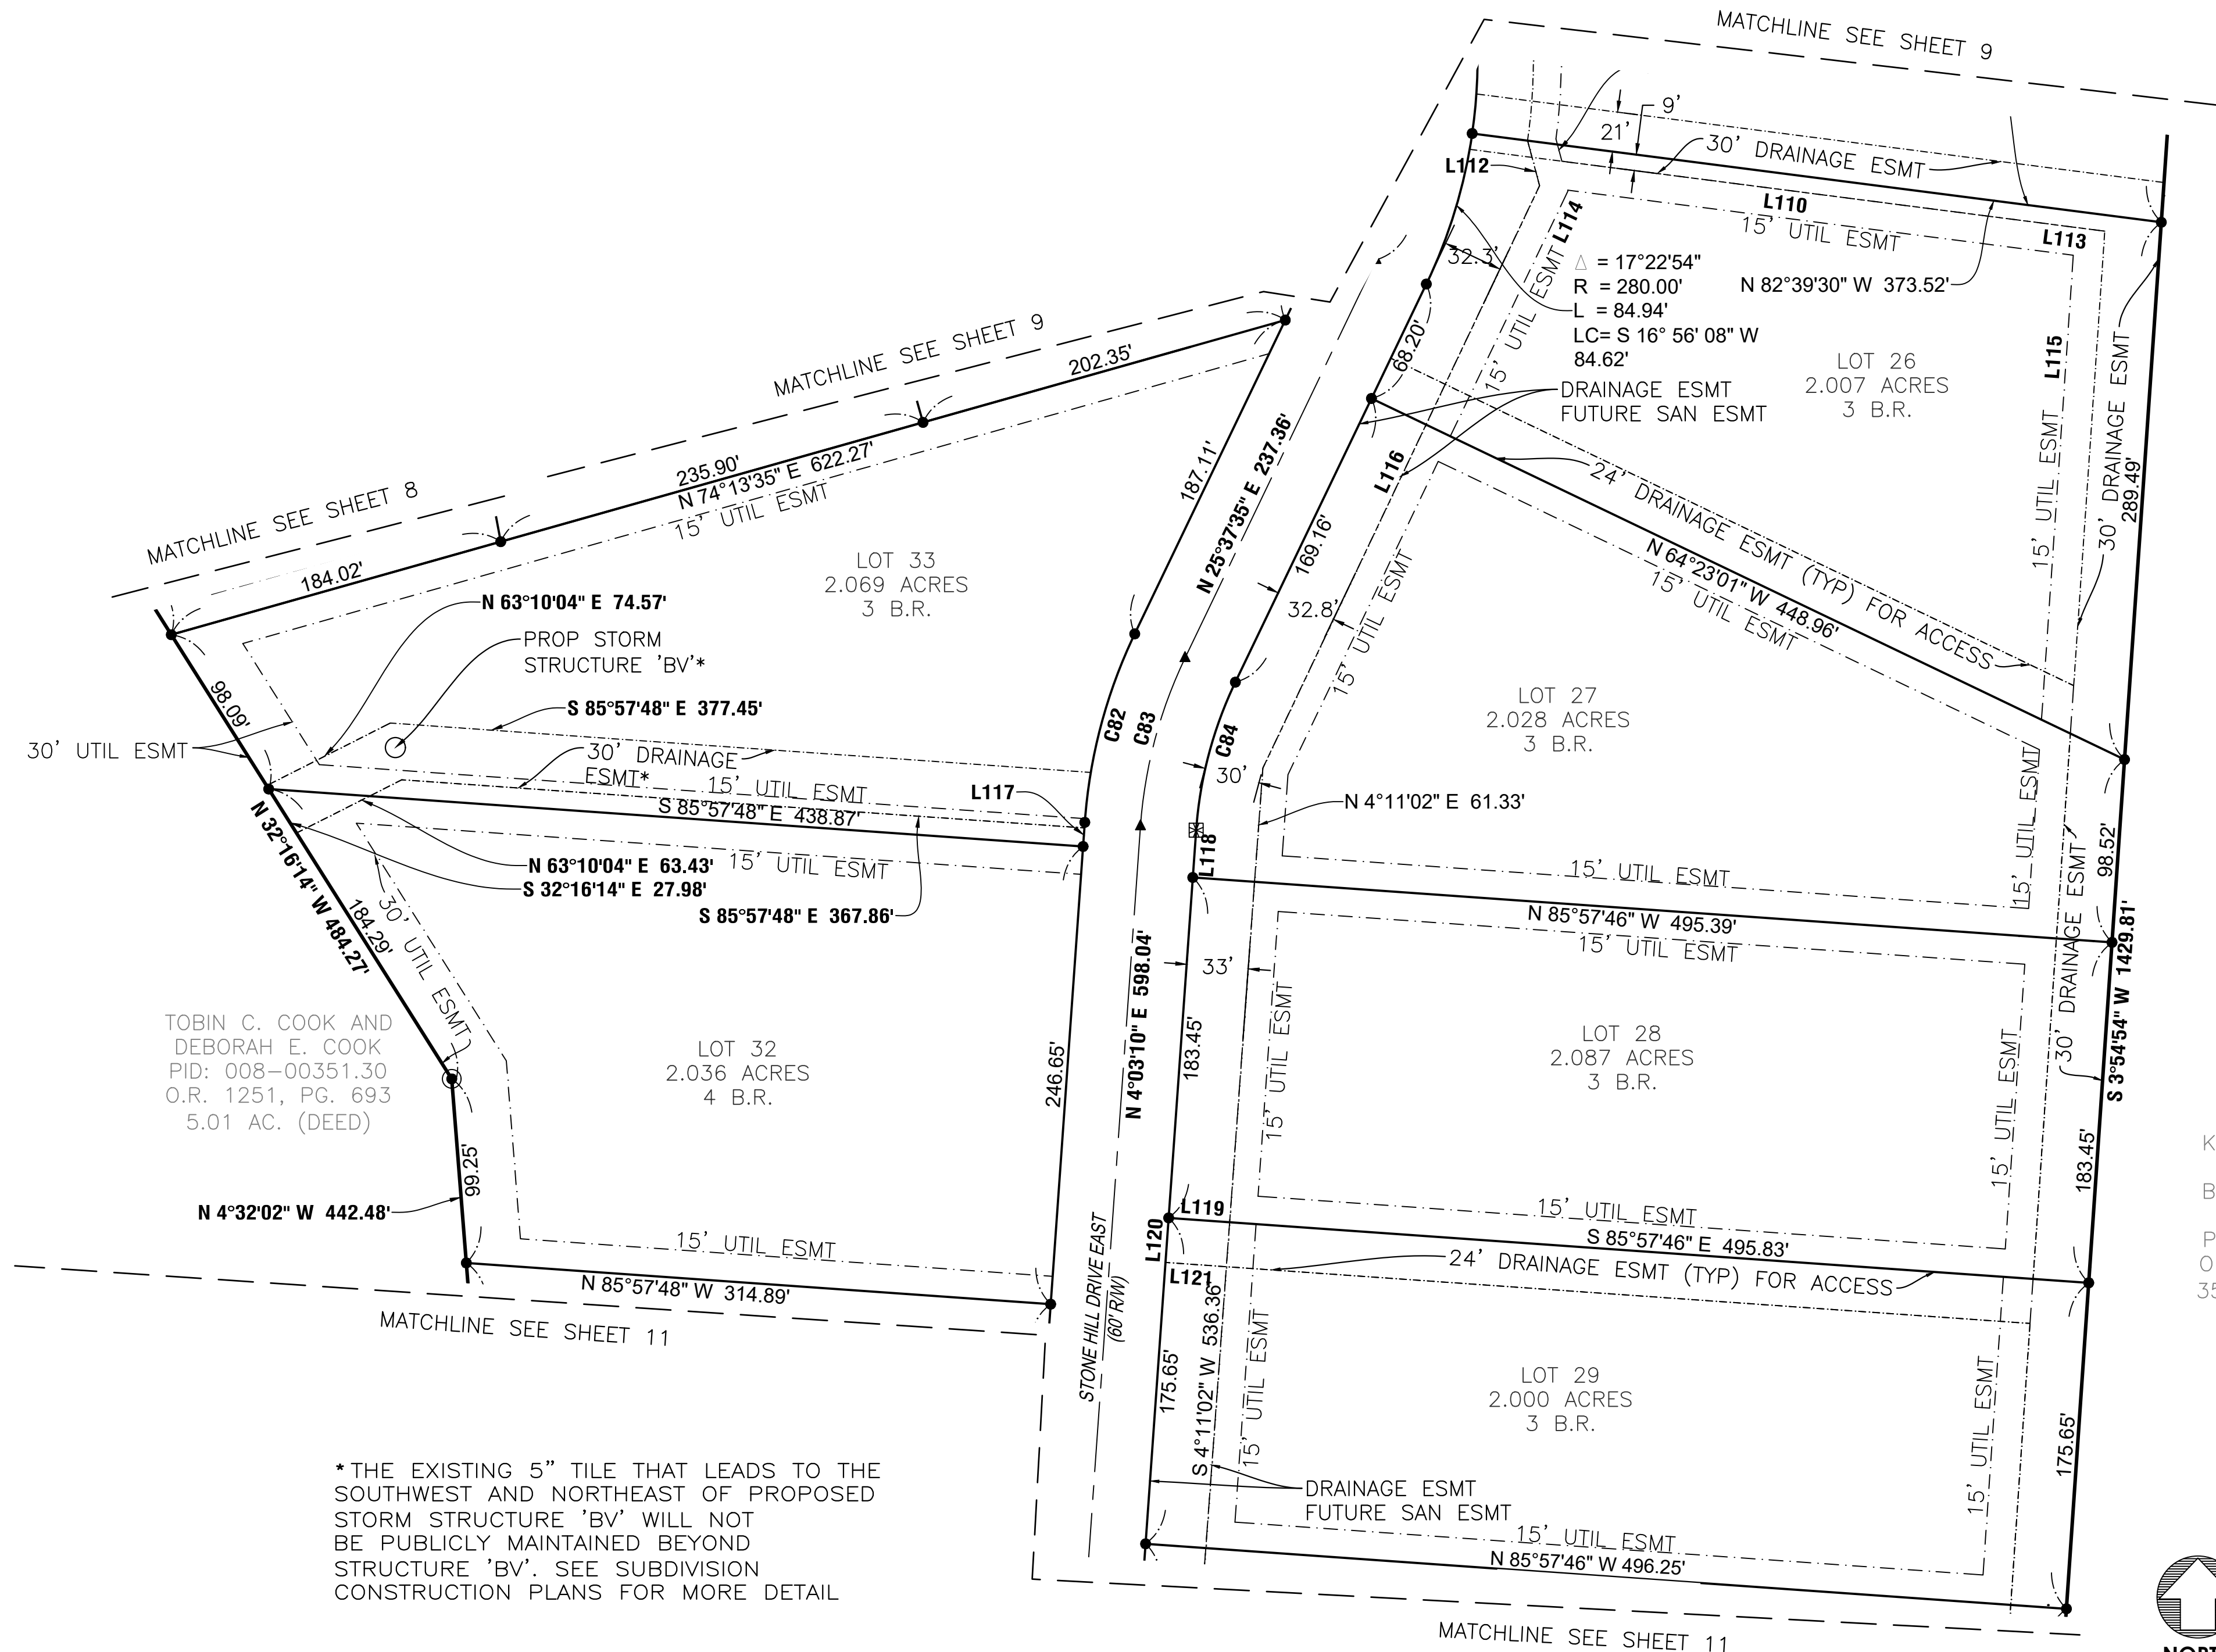 MATCHLINE SEE SHEET 9
9'
21'
30' DRAINAGE ESMT
L112
L110
15' UTIL ESMT
L113
L114
32.3'
15' UTIL ESMT
Δ = 17°22'54"
R = 280.00'
L = 84.94'
LC= S 16° 56' 08" W
84.62'
N 82°39'30" W 373.52'
68.20'
L115
LOT 26
2.007 ACRES
3 B.R.
15' UTIL ESMT
30' DRAINAGE ESMT
289.49'
DRAINAGE ESMT
FUTURE SAN ESMT
MATCHLINE SEE SHEET 9
202.35'
MATCHLINE SEE SHEET 8
235.90'
N 74°13'35" E 622.27'
15' UTIL ESMT
184.02'
187.11'
N 25°37'35" E 237.36'
L116
169.16'
24' DRAINAGE ESMT (TYP) FOR ACCESS
N 64°23'01" W 448.96'
15' UTIL ESMT
LOT 33
2.069 ACRES
3 B.R.
N 63°10'04" E 74.57'
PROP STORM
STRUCTURE 'BV'*
98.09'
S 85°57'48" E 377.45'
30' UTIL ESMT
30' DRAINAGE
ESMT*
15' UTIL ESMT
S 85°57'48" E 438.87'
L117
C82
C83
C84
32.8'
15' UTIL ESMT
30'
N 4°11'02" E 61.33'
LOT 27
2.028 ACRES
3 B.R.
L118
15' UTIL ESMT
15' UTIL ESMT
30' DRAINAGE ESMT
98.52'
N 32°16'14" W 484.27'
N 63°10'04" E 63.43'
S 32°16'14" E 27.98'
15' UTIL ESMT
S 85°57'48" E 367.86'
184.29'
30' UTIL ESMT
N 85°57'46" W 495.39'
15' UTIL ESMT
33'
N 4°03'10" E 598.04'
S 3°54'54" W 1429.81'
TOBIN C. COOK AND
DEBORAH E. COOK
PID: 008-00351.30
O.R. 1251, PG. 693
5.01 AC. (DEED)
LOT 32
2.036 ACRES
4 B.R.
246.65'
183.45'
15' UTIL ESMT
LOT 28
2.087 ACRES
3 B.R.
15' UTIL ESMT
183.45'
99.25'
N 4°32'02" W 442.48'
15' UTIL ESMT
N 85°57'48" W 314.89'
MATCHLINE SEE SHEET 11
STONE HILL DRIVE EAST
(60' R/W)
L119
L120
L121
15' UTIL ESMT
S 85°57'46" E 495.83'
24' DRAINAGE ESMT (TYP) FOR ACCESS
175.65'
S 4°11'02" W 536.36'
15' UTIL ESMT
LOT 29
2.000 ACRES
3 B.R.
15' UTIL ESMT
175.65'
DRAINAGE ESMT
FUTURE SAN ESMT
15' UTIL ESMT
N 85°57'46" W 496.25'
MATCHLINE SEE SHEET 11
* THE EXISTING 5" TILE THAT LEADS TO THE
SOUTHWEST AND NORTHEAST OF PROPOSED
STORM STRUCTURE 'BV' WILL NOT
BE PUBLICLY MAINTAINED BEYOND
STRUCTURE 'BV'. SEE SUBDIVISION
CONSTRUCTION PLANS FOR MORE DETAIL